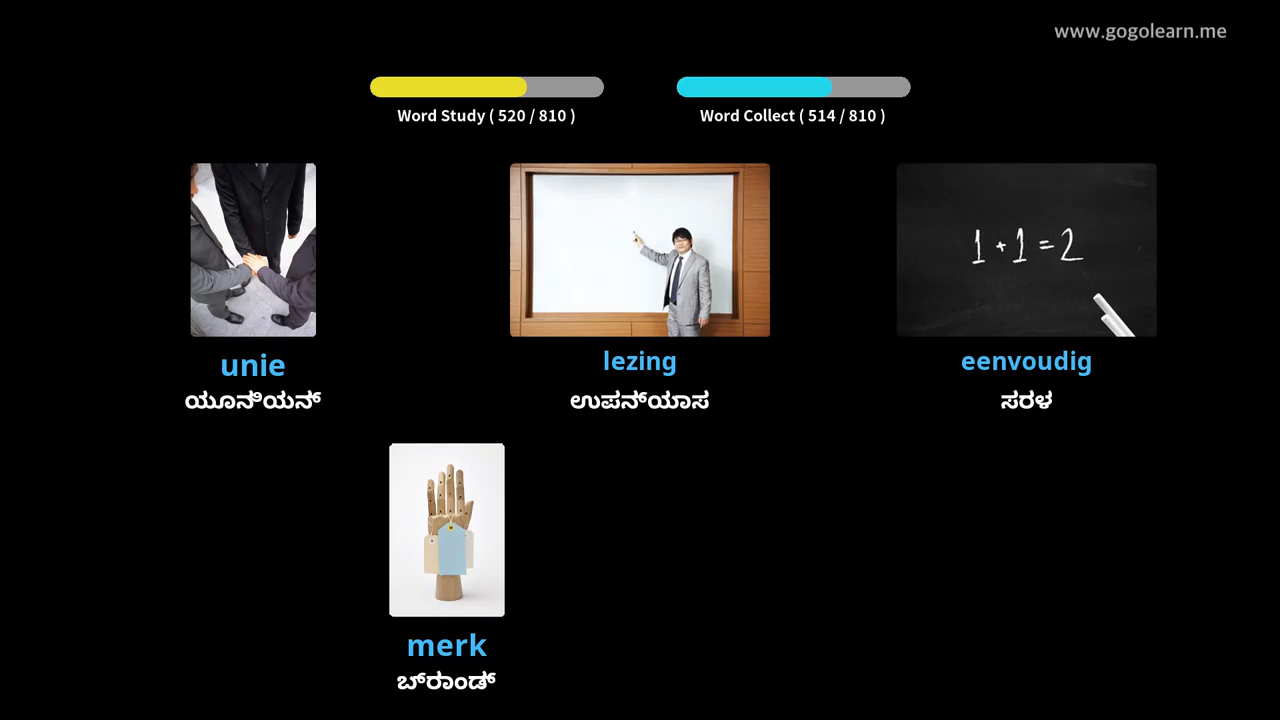 www.gogolearn.me
Word Study ( 520 / 810 )
Word Collect ( 514 / 810 )
1 + 1 = 2
unie
lezing
eenvoudig
ಯೂನಿಯನ್
ಉಪನ್ಯಾಸ
ಸರಳ
merk
ಬ್ರಾಂಡ್